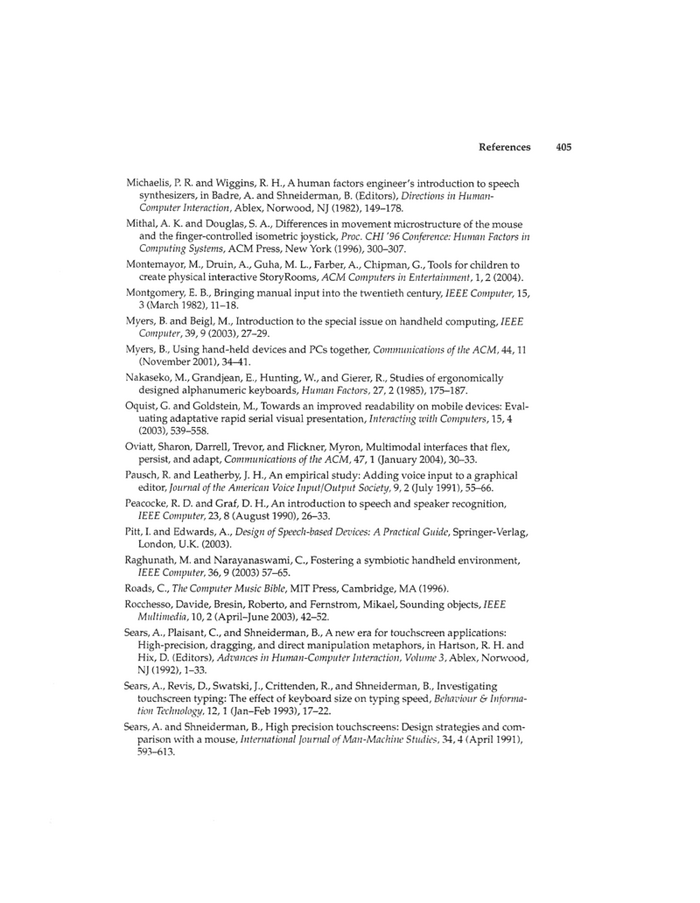 References 405
Michaelis, P. R. and Wiggins, R. H., A human factors engineer's introduction to speech
synthesizers, in Badre, A. and Shneiderman, B. (Editors), Directions in Human-
Computer Interaction, Ablex, Norwood, NJ (1982), 149–178.
Mithal, A. K. and Douglas, S. A., Differences in movement microstructure of the mouse
and the finger-controlled isometric joystick, Proc. CHI '96 Conference: Human Factors in
Computing Systems, ACM Press, New York (1996), 300–307.
Montemayor, M., Druin, A., Guha, M. L., Farber, A., Chipman, G., Tools for children to
create physical interactive StoryRooms, ACM Computers in Entertainment, 1, 2 (2004).
Montgomery, E. B., Bringing manual input into the twentieth century, IEEE Computer, 15,
3 (March 1982), 11–18.
Myers, B. and Beigl, M., Introduction to the special issue on handheld computing, IEEE
Computer, 39, 9 (2003), 27–29.
Myers, B., Using hand-held devices and PCs together, Communications of the ACM, 44, 11
(November 2001), 34–41.
Nakaseko, M., Grandjean, E., Hunting, W., and Gierer, R., Studies of ergonomically
designed alphanumeric keyboards, Human Factors, 27, 2 (1985), 175–187.
Oquist, G. and Goldstein, M., Towards an improved readability on mobile devices: Eval-
uating adaptative rapid serial visual presentation, Interacting with Computers, 15, 4
(2003), 539–558.
Oviatt, Sharon, Darrell, Trevor, and Flickner, Myron, Multimodal interfaces that flex,
persist, and adapt, Communications of the ACM, 47, 1 (January 2004), 30–33.
Pausch, R. and Leatherby, J. H., An empirical study: Adding voice input to a graphical
editor, Journal of the American Voice Input/Output Society, 9, 2 (July 1991), 55–66.
Peacocke, R. D. and Graf, D. H., An introduction to speech and speaker recognition,
IEEE Computer, 23, 8 (August 1990), 26–33.
Pitt, I. and Edwards, A., Design of Speech-based Devices: A Practical Guide, Springer-Verlag,
London, U.K. (2003).
Raghunath, M. and Narayanaswami, C., Fostering a symbiotic handheld environment,
IEEE Computer, 36, 9 (2003) 57–65.
Roads, C., The Computer Music Bible, MIT Press, Cambridge, MA (1996).
Rocchesso, Davide, Bresin, Roberto, and Fernstrom, Mikael, Sounding objects, IEEE
Multimedia, 10, 2 (April–June 2003), 42–52.
Sears, A., Plaisant, C., and Shneiderman, B., A new era for touchscreen applications:
High-precision, dragging, and direct manipulation metaphors, in Hartson, R. H. and
Hix, D. (Editors), Advances in Human-Computer Interaction, Volume 3, Ablex, Norwood,
NJ (1992), 1–33.
Sears, A., Revis, D., Swatski, J., Crittenden, R., and Shneiderman, B., Investigating
touchscreen typing: The effect of keyboard size on typing speed, Behaviour & Informa-
tion Technology, 12, 1 (Jan–Feb 1993), 17–22.
Sears, A. and Shneiderman, B., High precision touchscreens: Design strategies and com-
parison with a mouse, International Journal of Man-Machine Studies, 34, 4 (April 1991),
593–613.